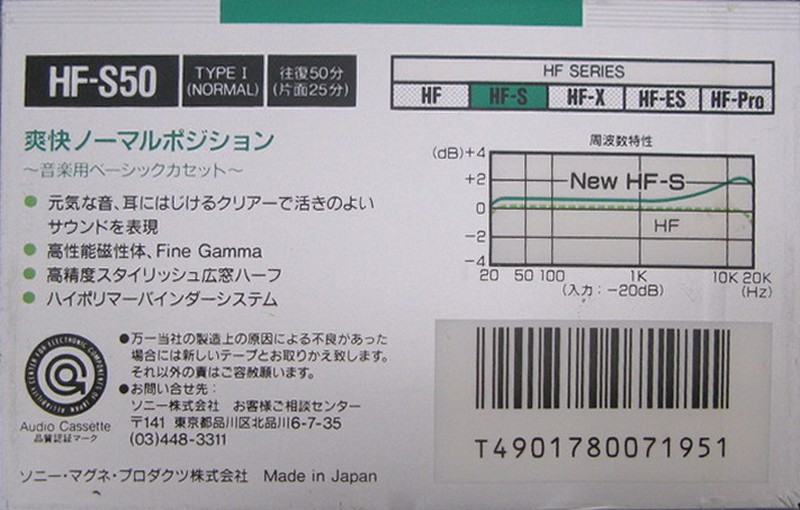 HF-S50
TYPE I
(NORMAL)
往復50分
(片面25分)
HF SERIES
HF HF-S HF-X HF-ES HF-Pro
爽快ノーマルポジション
〜音楽用ベーシックカセット〜
● 元気な音、耳にはじけるクリアーで活きのよい
サウンドを表現
● 高性能磁性体、Fine Gamma
● 高精度スタイリッシュ広窓ハーフ
● ハイポリマーバインダーシステム
周波数特性
(dB)+4
+2
0
−2
−4
New HF-S
HF
20 50 100 1K 10K 20K
(入力：−20dB) (Hz)
RELIABILITY CENTER FOR ELECTRONIC COMPONENTS OF JAPAN
Audio Cassette
品質認証マーク
●万一当社の製造上の原因による不良があった
場合には新しいテープとお取りかえ致します。
それ以外の責はご容赦願います。
●お問い合せ先：
ソニー株式会社 お客様ご相談センター
〒141 東京都品川区北品川6-7-35
(03)448-3311
T4901780071951
ソニー・マグネ・プロダクツ株式会社 Made in Japan